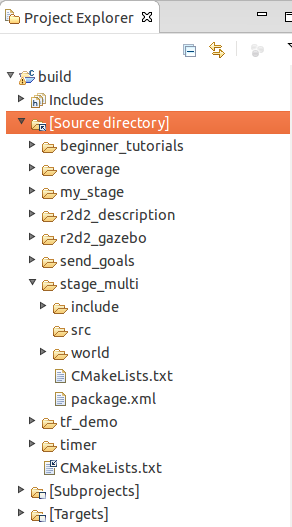 Project Explorer
build
Includes
[Source directory]
beginner_tutorials
coverage
my_stage
r2d2_description
r2d2_gazebo
send_goals
stage_multi
include
src
world
CMakeLists.txt
package.xml
tf_demo
timer
CMakeLists.txt
[Subprojects]
[Targets]